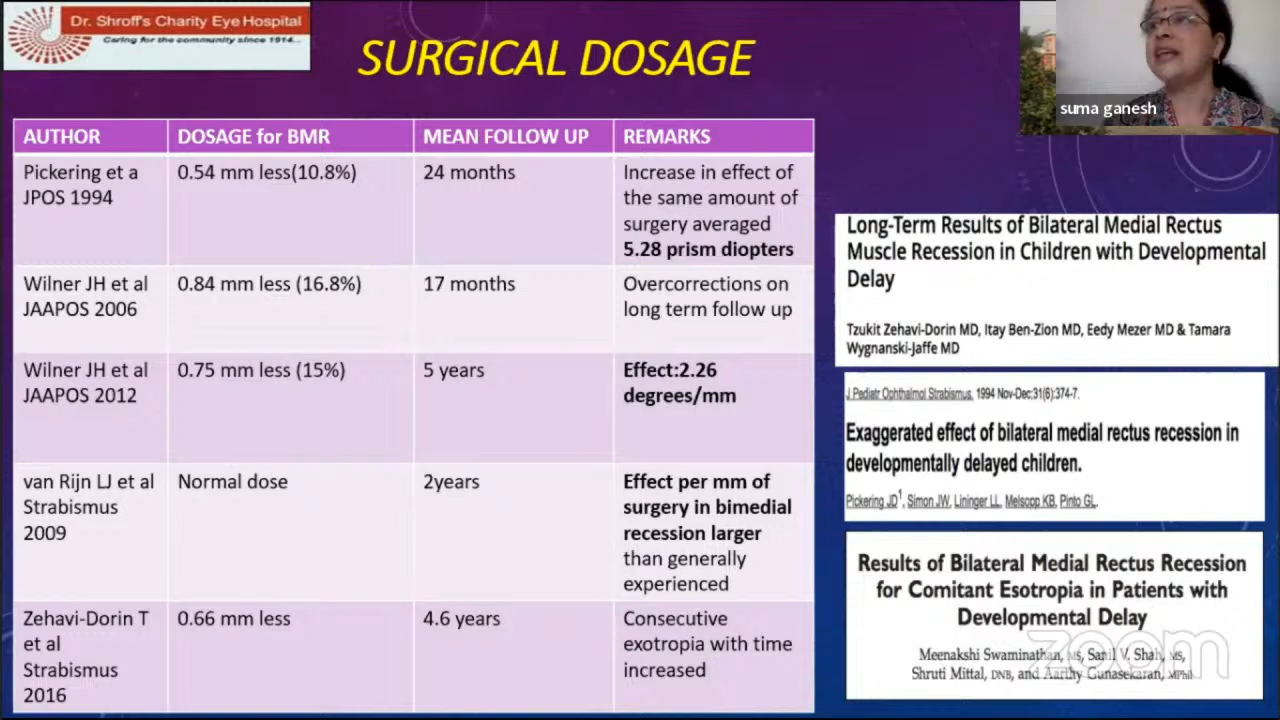 Dr. Shroff's Charity Eye Hospital
Caring for the community since 1914...
SURGICAL DOSAGE
suma ganesh
AUTHOR DOSAGE for BMR MEAN FOLLOW UP REMARKS
Pickering et a
JPOS 1994
0.54 mm less(10.8%)
24 months
Increase in effect of
the same amount of
surgery averaged
5.28 prism diopters
Wilner JH et al
JAAPOS 2006
0.84 mm less (16.8%)
17 months
Overcorrections on
long term follow up
Wilner JH et al
JAAPOS 2012
0.75 mm less (15%)
5 years
Effect:2.26
degrees/mm
van Rijn LJ et al
Strabismus
2009
Normal dose
2years
Effect per mm of
surgery in bimedial
recession larger
than generally
experienced
Zehavi-Dorin T
et al
Strabismus
2016
0.66 mm less
4.6 years
Consecutive
exotropia with time
increased
Long-Term Results of Bilateral Medial Rectus
Muscle Recession in Children with Developmental
Delay
Tzukit Zehavi-Dorin MD, Itay Ben-Zion MD, Eedy Mezer MD & Tamara
Wygnanski-Jaffe MD
J Pediatr Ophthalmol Strabismus. 1994 Nov-Dec;31(6):374-7.
Exaggerated effect of bilateral medial rectus recession in
developmentally delayed children.
Pickering JD1, Simon JW, Lininger LL, Melsopp KB, Pinto GL.
Results of Bilateral Medial Rectus Recession
for Comitant Esotropia in Patients with
Developmental Delay
Meenakshi Swaminathan, MS, Sanil V. Shah, MS,
Shruti Mittal, DNB, and Aarthy Gunasekaran, MPhil
zoom